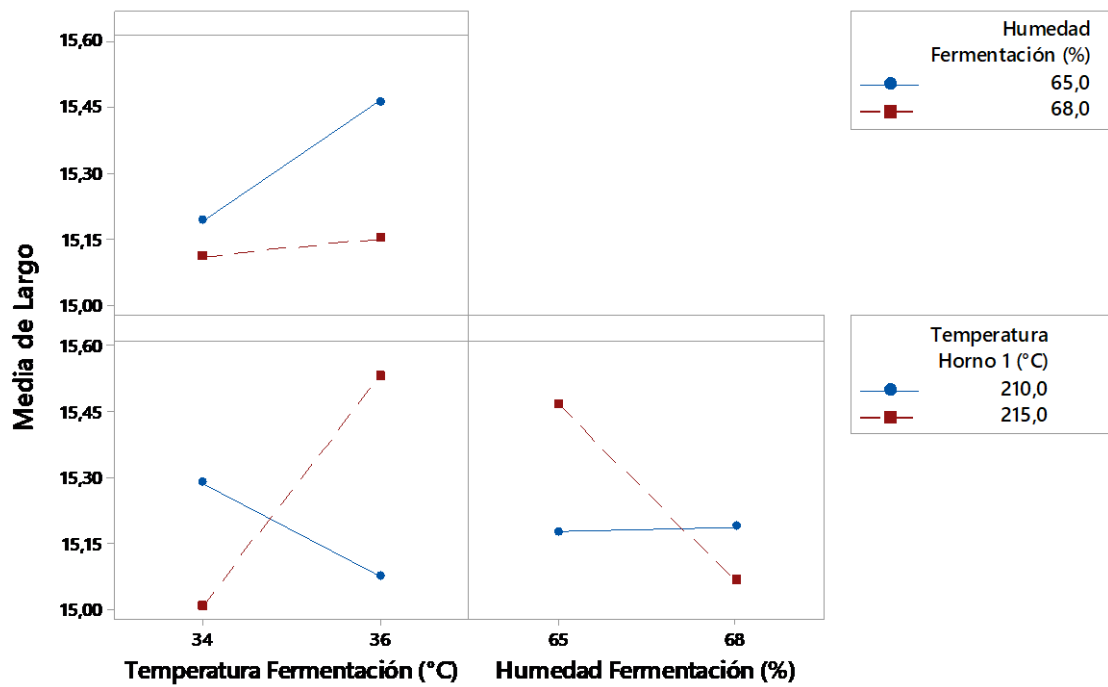 Media de Largo
15,60
15,45
15,30
15,15
15,00
Humedad
Fermentación (%)
65,0
68,0
15,60
15,45
15,30
15,15
15,00
34
36
65
68
Temperatura Fermentación (°C)
Humedad Fermentación (%)
Temperatura
Horno 1 (°C)
210,0
215,0